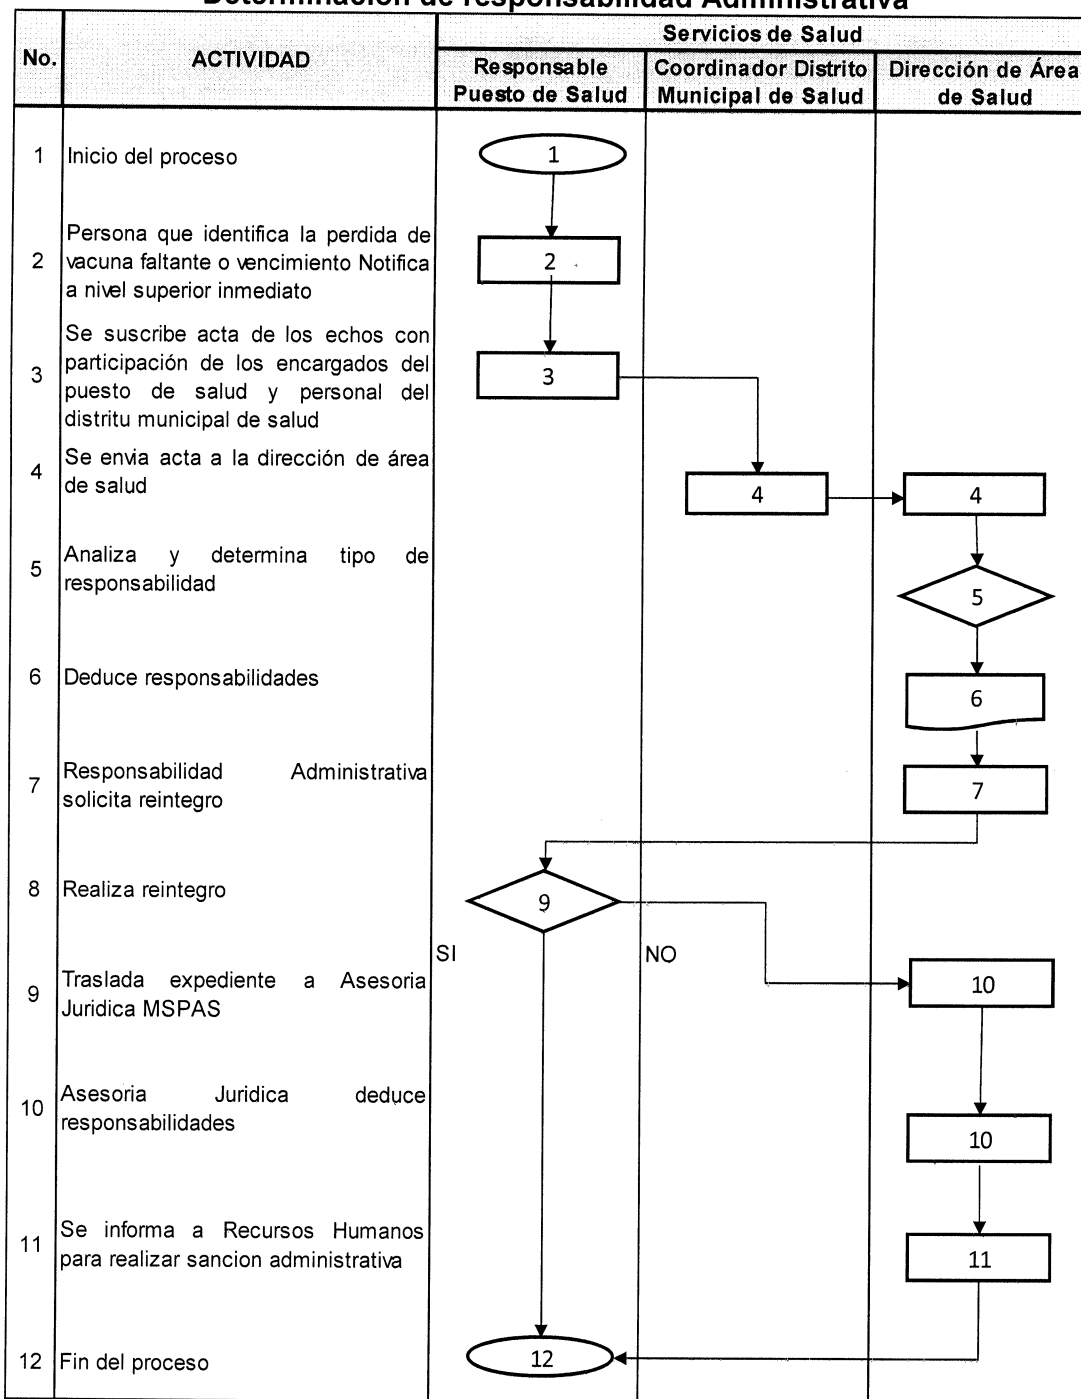 Determinación de responsabilidad Administrativa
No.
ACTIVIDAD
Servicios de Salud
Responsable
Puesto de Salud
Coordinador Distrito
Municipal de Salud
Dirección de Área
de Salud
1
Inicio del proceso
1
2
Persona que identifica la perdida de
vacuna faltante o vencimiento Notifica
a nivel superior inmediato
2
3
Se suscribe acta de los echos con
participación de los encargados del
puesto de salud y personal del
distritu municipal de salud
3
4
Se envia acta a la dirección de área
de salud
4
4
5
Analiza y determina tipo de
responsabilidad
5
6
Deduce responsabilidades
6
7
Responsabilidad Administrativa
solicita reintegro
7
8
Realiza reintegro
9
SI
NO
9
Traslada expediente a Asesoria
Juridica MSPAS
10
10
Asesoria Juridica deduce
responsabilidades
10
11
Se informa a Recursos Humanos
para realizar sancion administrativa
11
12
Fin del proceso
12